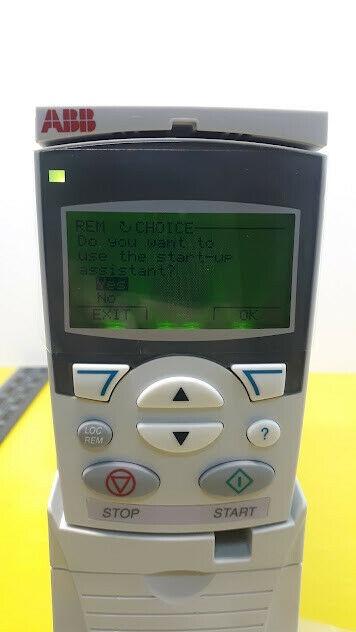 ABB
REM ↻ CHOICE
Do you want to
use the start-up
assistant?
Yes
No
EXIT OK
?
LOC
REM
STOP START